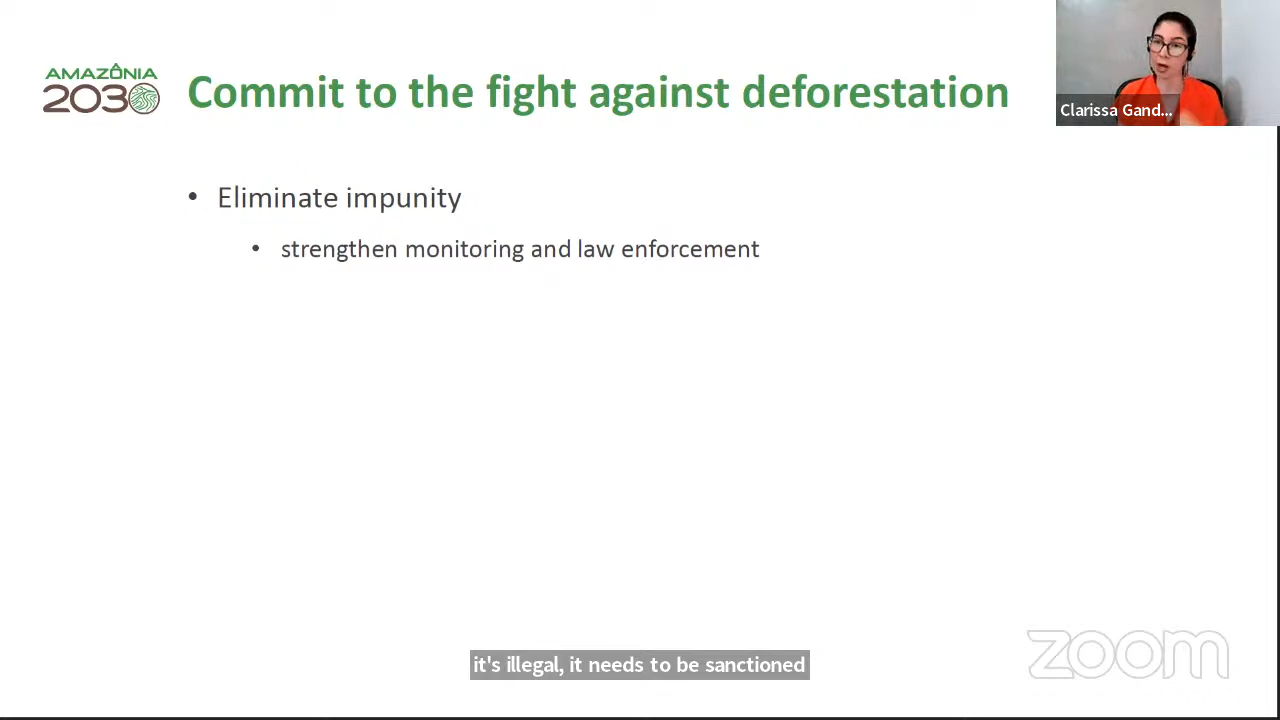 AMAZÔNIA
2030
Commit to the fight against deforestation
Clarissa Gand...
• Eliminate impunity
• strengthen monitoring and law enforcement
it's illegal, it needs to be sanctioned
zoom